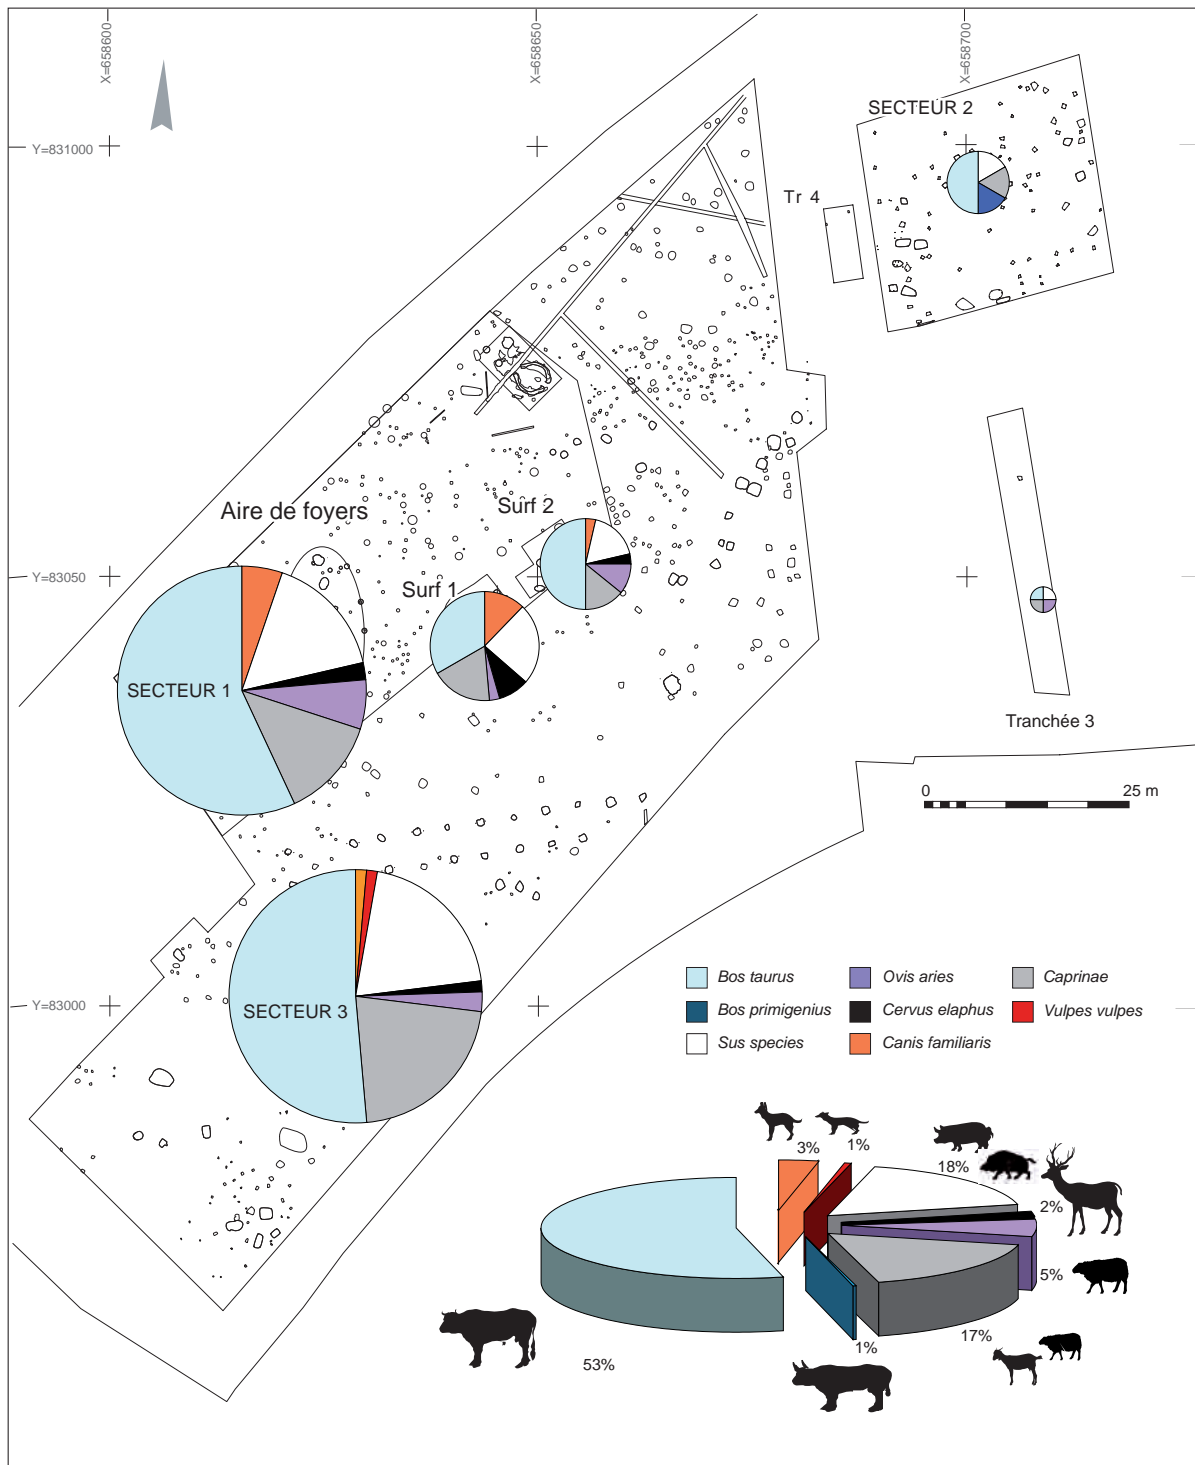 X=658600
X=658650
X=658700
SECTEUR 2
Y=831000
Tr 4
Surf 2
Aire de foyers
Y=83050
Surf 1
SECTEUR 1
Tranchée 3
0 25 m
Bos taurus
Ovis aries
Caprinae
Bos primigenius
Cervus elaphus
Vulpes vulpes
Sus species
Canis familiaris
Y=83000
SECTEUR 3
3%
1%
18%
2%
5%
17%
1%
53%